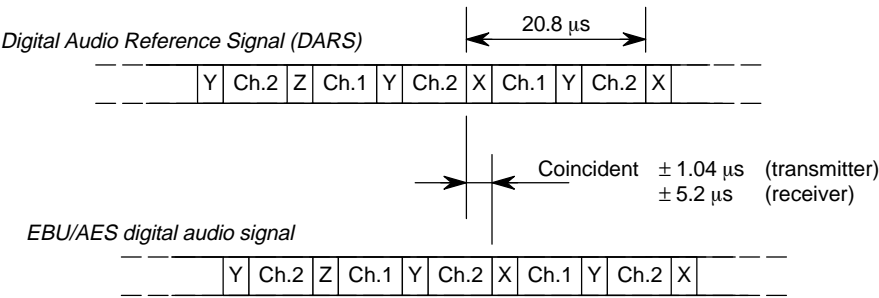 20.8 µs
Digital Audio Reference Signal (DARS)
Y Ch.2 Z Ch.1 Y Ch.2 X Ch.1 Y Ch.2 X
Coincident ± 1.04 µs (transmitter)
± 5.2 µs (receiver)
EBU/AES digital audio signal
Y Ch.2 Z Ch.1 Y Ch.2 X Ch.1 Y Ch.2 X